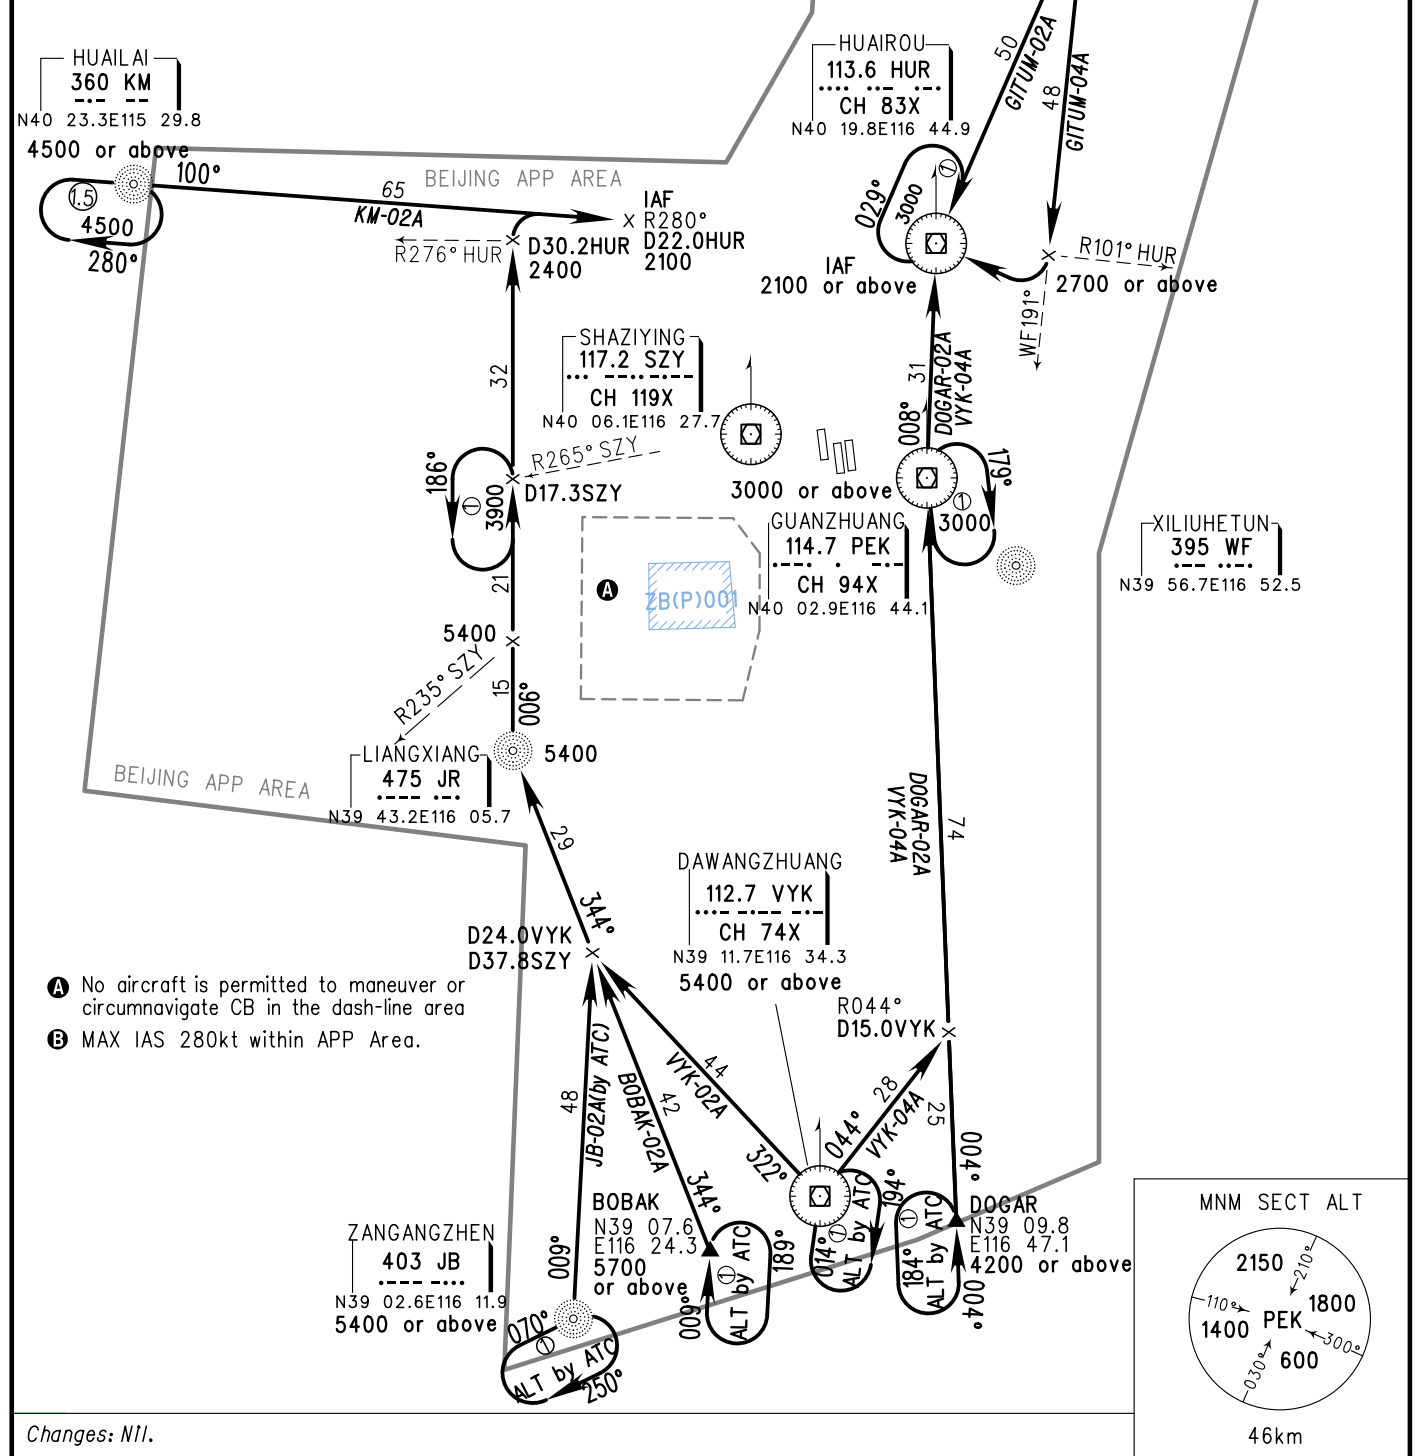 HUAILAI
360 KM
N40 23.3E115 29.8
4500 or above
100°
1.5
4500
280°
65
KM-02A
BEIJING APP AREA
IAF
R280°
D22.0HUR
2100
R276° HUR
D30.2HUR
2400
HUAIROU
113.6 HUR
CH 83X
N40 19.8E116 44.9
50
GITUM-02A
48
GITUM-04A
029°
3000
1
IAF
2100 or above
R101° HUR
2700 or above
WF191°
SHAZIYING
117.2 SZY
CH 119X
N40 06.1E116 27.7
32
31
DOGAR-02A
VYK-04A
008°
R265° SZY
D17.3SZY
186°
1
3900
3000 or above
179°
1
3000
GUANZHUANG
114.7 PEK
CH 94X
N40 02.9E116 44.1
XILIUHETUN
395 WF
N39 56.7E116 52.5
A
ZB(P)001
21
5400
R235° SZY
15
006°
LIANGXIANG
475 JR
N39 43.2E116 05.7
5400
BEIJING APP AREA
29
344°
DOGAR-02A
VYK-04A
74
DAWANGZHUANG
112.7 VYK
CH 74X
N39 11.7E116 34.3
5400 or above
D24.0VYK
D37.8SZY
A No aircraft is permitted to maneuver or
circumnavigate CB in the dash-line area
B MAX IAS 280kt within APP Area.
R044°
D15.0VYK
48
JB-02A(by ATC)
42
BOBAK-02A
44
VYK-02A
28
VYK-04A
25
322°
044°
004°
344°
194°
014°
1
ALT by ATC
184°
1
ALT by ATC
DOGAR
N39 09.8
E116 47.1
4200 or above
004°
BOBAK
N39 07.6
E116 24.3
5700
or above
009°
189°
1
ALT by ATC
009°
ZANGANGZHEN
403 JB
N39 02.6E116 11.9
5400 or above
070°
1
ALT by ATC
250°
MNM SECT ALT
2150
210°
110°
1800
PEK
1400
300°
600
030°
46km
Changes: Nil.